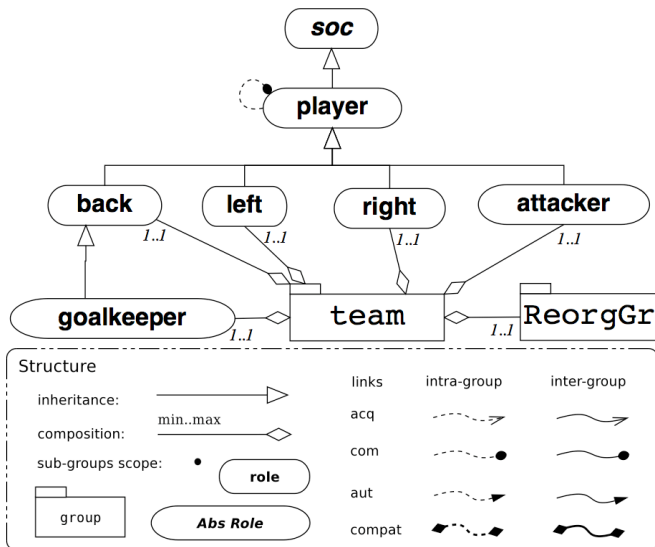 soc
player
back
left
right
attacker
1..1
1..1
1..1
1..1
goalkeeper
1..1
team
1..1
ReorgGr
Structure
inheritance:
composition:
min..max
sub-groups scope:
role
group
Abs Role
links intra-group inter-group
acq
com
aut
compat